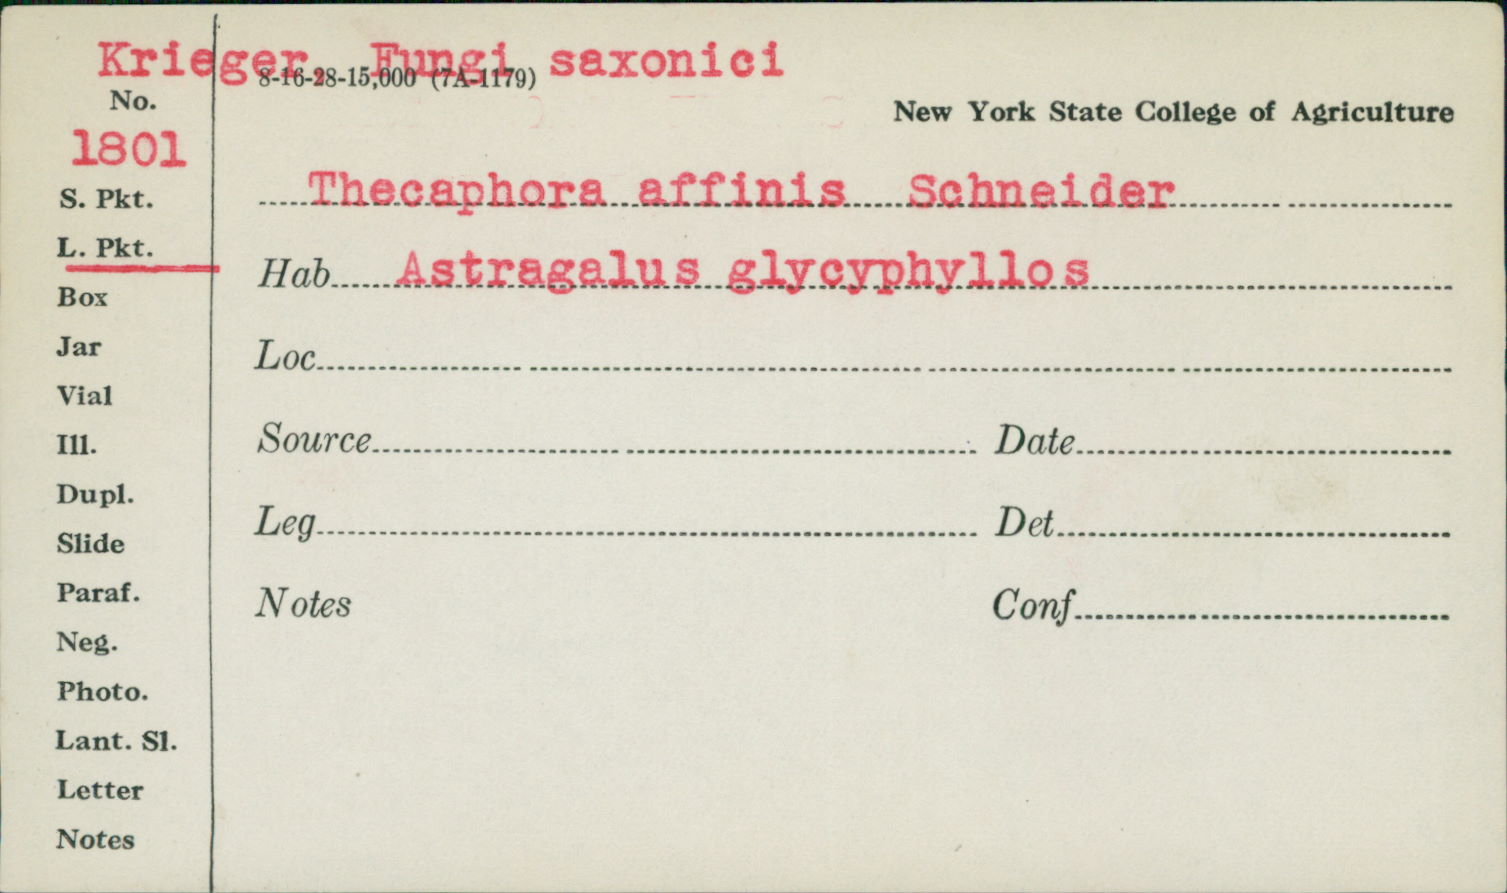 Krieger, Fungi saxonici
8-16-28-15,000 (7A-1179)
No.
New York State College of Agriculture
1801
S. Pkt.
Thecaphora affinis Schneider
L. Pkt.
Hab. Astragalus glycyphyllos
Box
Jar
Loc.
Vial
Ill.
Source
Date
Dupl.
Slide
Leg.
Det.
Paraf.
Notes
Conf.
Neg.
Photo.
Lant. Sl.
Letter
Notes